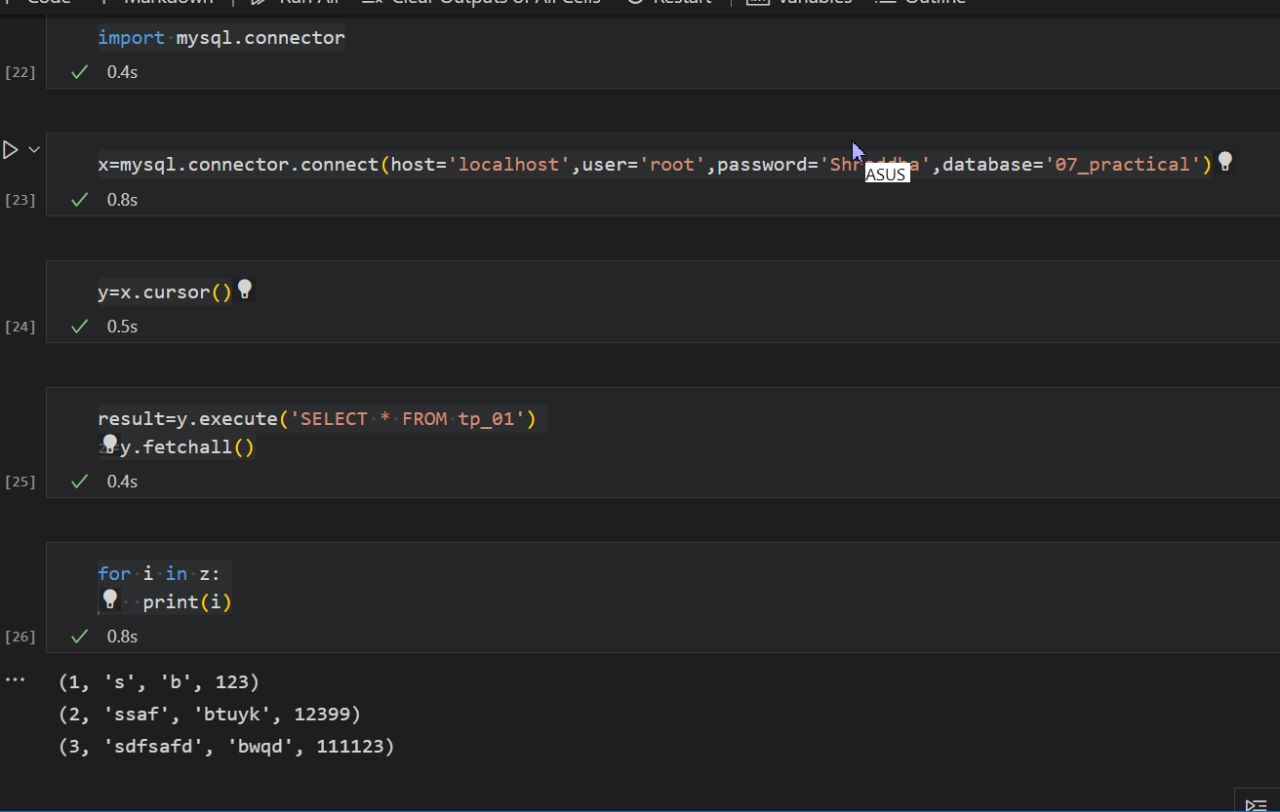 Code Markdown Run All Clear Outputs of All Cells Restart Variables Outline
import mysql.connector
[22] 0.4s
x=mysql.connector.connect(host='localhost',user='root',password=' ',database='07_practical')
ASUS
[23] 0.8s
y=x.cursor()
[24] 0.5s
result=y.execute('SELECT * FROM tp_01')
z=y.fetchall()
[25] 0.4s
for i in z:
print(i)
[26] 0.8s
(1, 's', 'b', 123)
(2, 'ssaf', 'btuyk', 12399)
(3, 'sdfsafd', 'bwqd', 111123)